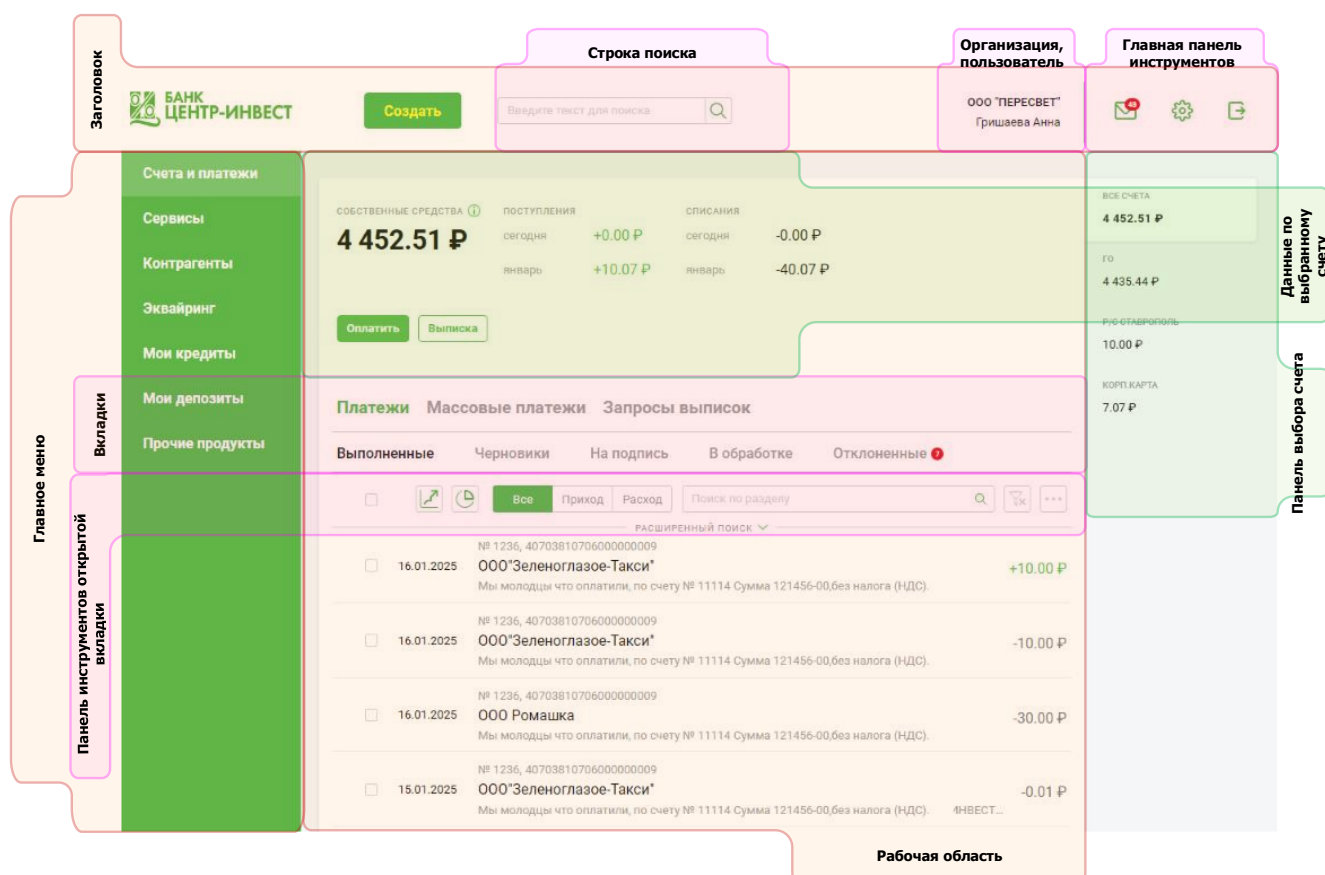 Заголовок
Строка поиска
Организация,
пользователь
Главная панель
инструментов
БАНК
ЦЕНТР-ИНВЕСТ
Создать
Введите текст для поиска
ООО "ПЕРЕСВЕТ"
Гришаева Анна
48
Главное меню
Счета и платежи
Сервисы
Контрагенты
Эквайринг
Мои кредиты
Мои депозиты
Прочие продукты
СОБСТВЕННЫЕ СРЕДСТВА
4 452.51 ₽
ПОСТУПЛЕНИЯ
сегодня +0.00 ₽
январь +10.07 ₽
СПИСАНИЯ
сегодня -0.00 ₽
январь -40.07 ₽
Оплатить Выписка
ВСЕ СЧЕТА
4 452.51 ₽
ГО
4 435.44 ₽
Р/С СТАВРОПОЛЬ
10.00 ₽
КОРП.КАРТА
7.07 ₽
Данные по
выбранному
счету
Панель выбора счета
Вкладки
Платежи Массовые платежи Запросы выписок
Выполненные Черновики На подпись В обработке Отклоненные 7
Панель инструментов открытой
вкладки
Все Приход Расход Поиск по разделу
РАСШИРЕННЫЙ ПОИСК
№ 1236, 40703810706000000009
16.01.2025 ООО"Зеленоглазое-Такси" +10.00 ₽
Мы молодцы что оплатили, по счету № 11114 Сумма 121456-00,без налога (НДС).
№ 1236, 40703810706000000009
16.01.2025 ООО"Зеленоглазое-Такси" -10.00 ₽
Мы молодцы что оплатили, по счету № 11114 Сумма 121456-00,без налога (НДС).
№ 1236, 40703810706000000009
16.01.2025 ООО Ромашка -30.00 ₽
Мы молодцы что оплатили, по счету № 11114 Сумма 121456-00,без налога (НДС).
№ 1236, 40703810706000000009
15.01.2025 ООО"Зеленоглазое-Такси" -0.01 ₽
Мы молодцы что оплатили, по счету № 11114 Сумма 121456-00,без налога (НДС). ИНВЕСТ...
Рабочая область